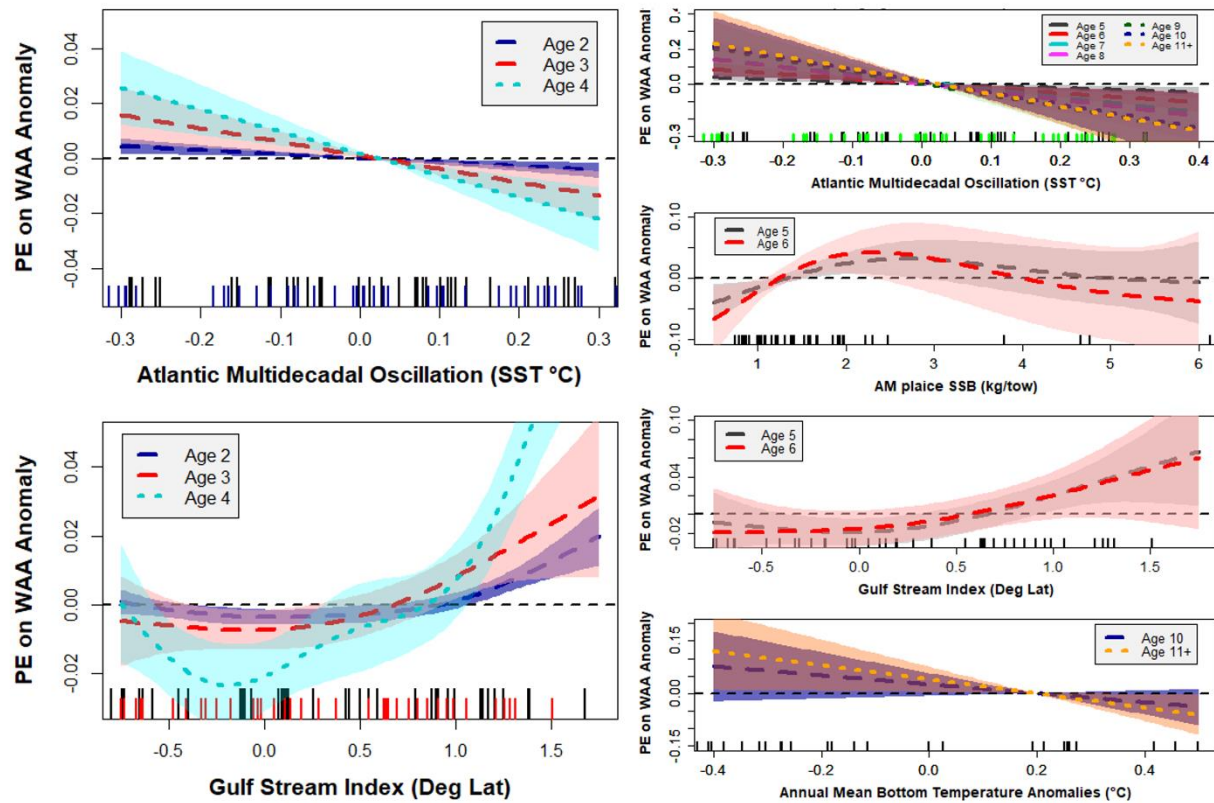 PE on WAA Anomaly
0.04
0.02
0.00
-0.02
-0.04
Age 2
Age 3
Age 4
-0.3
-0.2
-0.1
0.0
0.1
0.2
0.3
Atlantic Multidecadal Oscillation (SST °C)
PE on WAA Anomaly
0.04
0.02
0.00
-0.02
Age 2
Age 3
Age 4
-0.5
0.0
0.5
1.0
1.5
Gulf Stream Index (Deg Lat)
PE on WAA Anomal
0.4
0.2
0.0
-0.3
Age 5
Age 6
Age 7
Age 8
Age 9
Age 10
Age 11+
-0.3
-0.2
-0.1
0.0
0.1
0.2
0.3
0.4
Atlantic Multidecadal Oscillation (SST °C)
PE on WAA Anomaly
0.10
0.00
-0.10
Age 5
Age 6
1
2
3
4
5
6
AM plaice SSB (kg/tow)
PE on WAA Anomaly
0.10
0.04
-0.02
Age 5
Age 6
-0.5
0.0
0.5
1.0
1.5
Gulf Stream Index (Deg Lat)
PE on WAA Anomaly
0.15
0.00
-0.15
Age 10
Age 11+
-0.4
-0.2
0.0
0.2
0.4
Annual Mean Bottom Temperature Anomalies (°C)